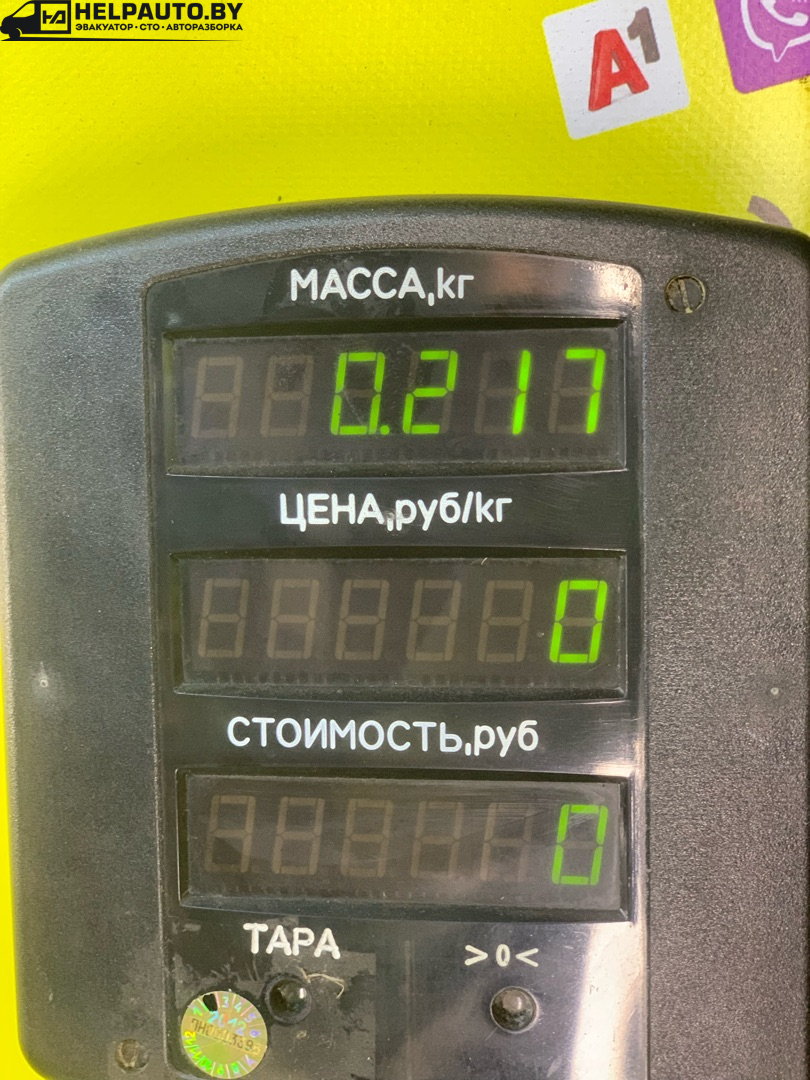 HELPAUTO.BY
ЭВАКУАТОР • СТО • АВТОРАЗБОРКА
A1
МАССА,кг
0.217
ЦЕНА,руб/кг
0
СТОИМОСТЬ,руб
0
ТАРА
>0<